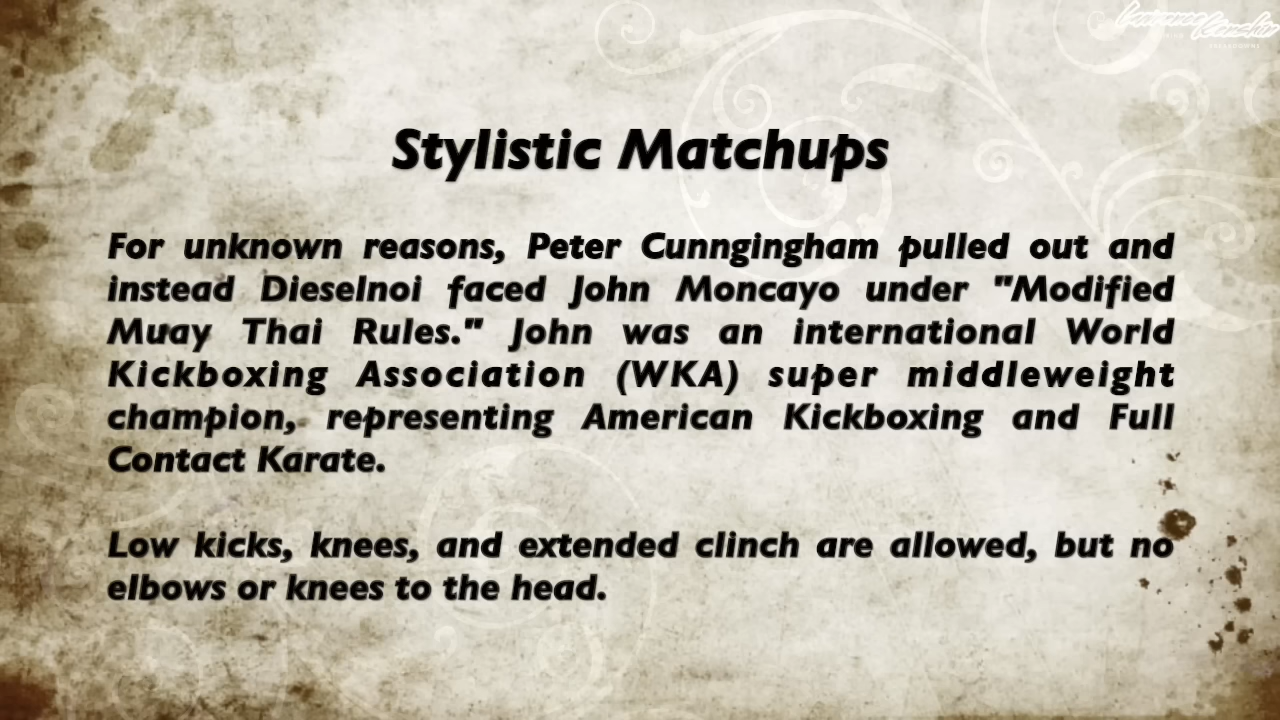 Stylistic Matchups
For unknown reasons, Peter Cunngingham pulled out and
instead Dieselnoi faced John Moncayo under "Modified
Muay Thai Rules." John was an international World
Kickboxing Association (WKA) super middleweight
champion, representing American Kickboxing and Full
Contact Karate.
Low kicks, knees, and extended clinch are allowed, but no
elbows or knees to the head.